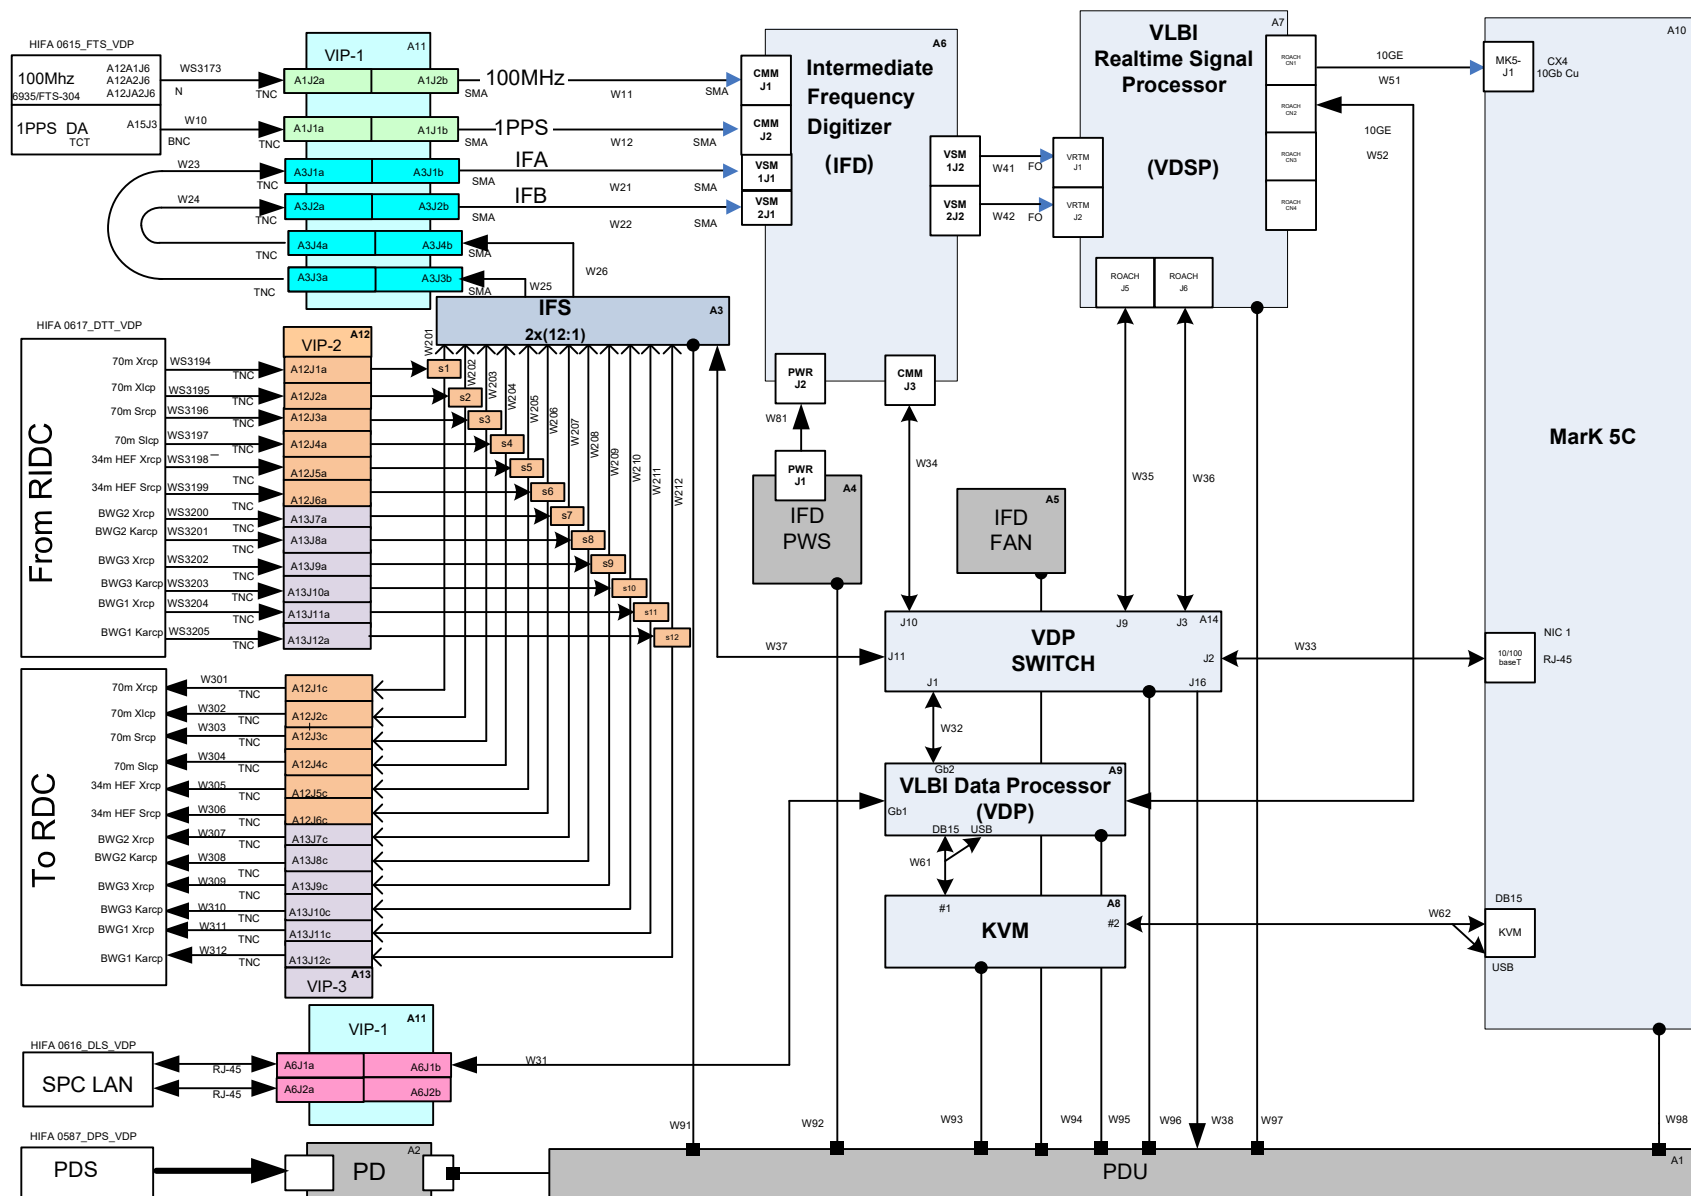 HIFA 0615_FTS_VDP
100Mhz
A12A1J6
A12A2J6
A12JA2J6
6935/FTS-304
WS3173
N
TNC
1PPS DA
TCT
A15J3
W10
BNC
TNC
VIP-1
A11
A1J2a
A1J2b
100MHz
SMA
W11
SMA
A1J1a
A1J1b
1PPS
SMA
W12
SMA
W23
TNC
A3J1a
A3J1b
IFA
SMA
W21
SMA
W24
TNC
A3J2a
A3J2b
IFB
SMA
W22
SMA
A3J4a
A3J4b
TNC
SMA
W26
A3J3a
A3J3b
TNC
SMA
W25
CMM
J1
CMM
J2
VSM
1J1
VSM
2J1
A6
Intermediate
Frequency
Digitizer
(IFD)
VSM
1J2
VSM
2J2
W41
FO
W42
FO
VRTM
J1
VRTM
J2
A7
VLBI
Realtime Signal
Processor
(VDSP)
ROACH
CN1
ROACH
CN2
ROACH
CN3
ROACH
CN4
ROACH
J5
ROACH
J6
10GE
W51
10GE
W52
MK5-
J1
CX4
10Gb Cu
A10
MarK 5C
IFS
2x(12:1)
A3
PWR
J2
CMM
J3
W81
PWR
J1
A4
IFD
PWS
A5
IFD
FAN
W34
W35
W36
HIFA 0617_DTT_VDP
From RIDC
VIP-2
A12
70m Xrcp
WS3194
TNC
A12J1a
s1
W201
70m Xlcp
WS3195
TNC
A12J2a
s2
W202
70m Srcp
WS3196
TNC
A12J3a
s3
W203
70m Slcp
WS3197
TNC
A12J4a
s4
W204
34m HEF Xrcp
WS3198
TNC
A12J5a
s5
W205
34m HEF Srcp
WS3199
TNC
A12J6a
s6
W206
BWG2 Xrcp
WS3200
TNC
A13J7a
s7
W207
BWG2 Karcp
WS3201
TNC
A13J8a
s8
W208
BWG3 Xrcp
WS3202
TNC
A13J9a
s9
W209
BWG3 Karcp
WS3203
TNC
A13J10a
s10
W210
BWG1 Xrcp
WS3204
TNC
A13J11a
s11
W211
BWG1 Karcp
WS3205
TNC
A13J12a
s12
W212
W37
J10
J9
J3
A14
J11
VDP
SWITCH
J2
J1
J16
W33
10/100
baseT
NIC 1
RJ-45
W32
To RDC
70m Xrcp
W301
TNC
A12J1c
70m Xlcp
W302
TNC
A12J2c
70m Srcp
W303
TNC
A12J3c
70m Slcp
W304
TNC
A12J4c
34m HEF Xrcp
W305
TNC
A12J5c
34m HEF Srcp
W306
TNC
A12J6c
BWG2 Xrcp
W307
TNC
A13J7c
BWG2 Karcp
W308
TNC
A13J8c
BWG3 Xrcp
W309
TNC
A13J9c
BWG3 Karcp
W310
TNC
A13J10c
BWG1 Xrcp
W311
TNC
A13J11c
BWG1 Karcp
W312
TNC
A13J12c
A13
VIP-3
Gb2
A9
VLBI Data Processor
(VDP)
Gb1
DB15
USB
W61
#1
A8
#2
KVM
W62
DB15
KVM
USB
HIFA 0616_DLS_VDP
SPC LAN
RJ-45
RJ-45
VIP-1
A11
A6J1a
A6J1b
A6J2a
A6J2b
W31
W91
W92
W93
W94
W95
W96
W38
W97
W98
HIFA 0587_DPS_VDP
PDS
A2
PD
PDU
A1